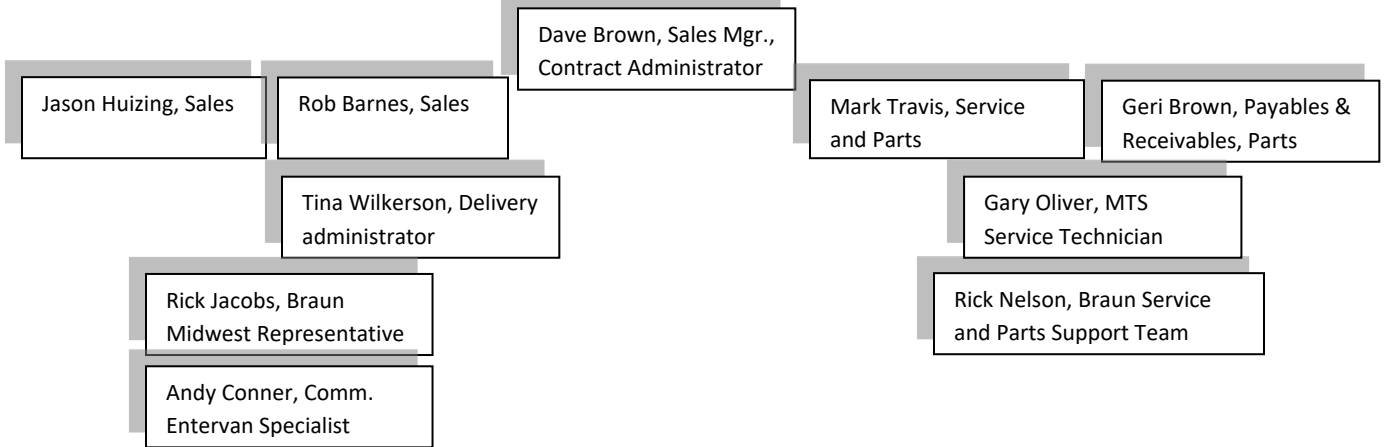 Dave Brown, Sales Mgr.,
Contract Administrator
Jason Huizing, Sales
Rob Barnes, Sales
Mark Travis, Service
and Parts
Geri Brown, Payables &
Receivables, Parts
Tina Wilkerson, Delivery
administrator
Gary Oliver, MTS
Service Technician
Rick Jacobs, Braun
Midwest Representative
Rick Nelson, Braun Service
and Parts Support Team
Andy Conner, Comm.
Entervan Specialist